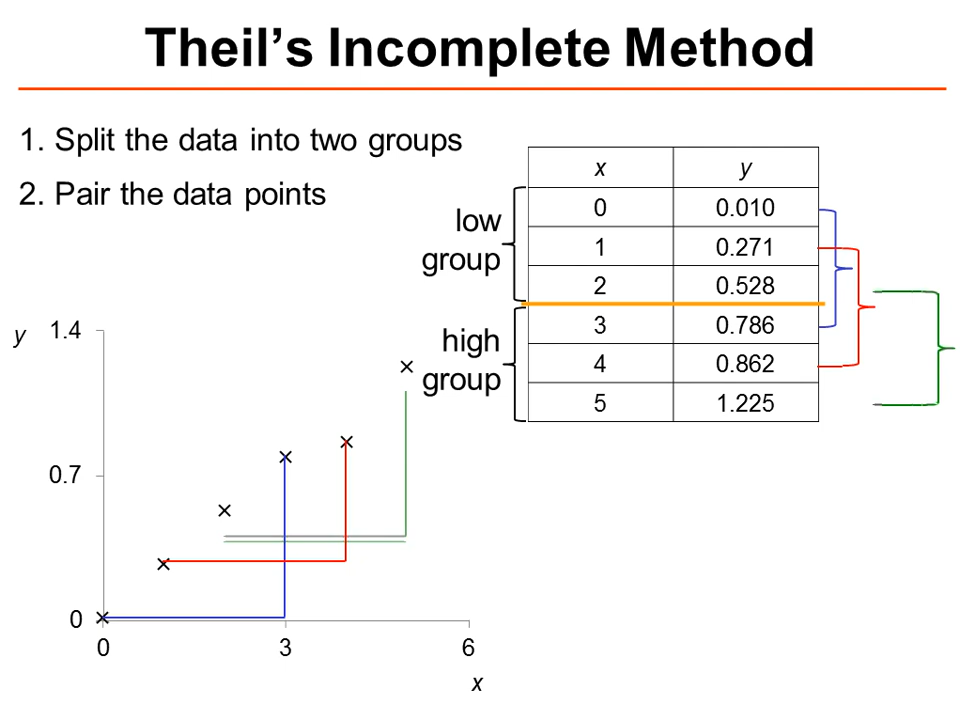 Theil's Incomplete Method
1. Split the data into two groups
2. Pair the data points
x y
low group
0 0.010
1 0.271
2 0.528
high group
3 0.786
4 0.862
5 1.225
y
1.4
0.7
0
0 3 6
x